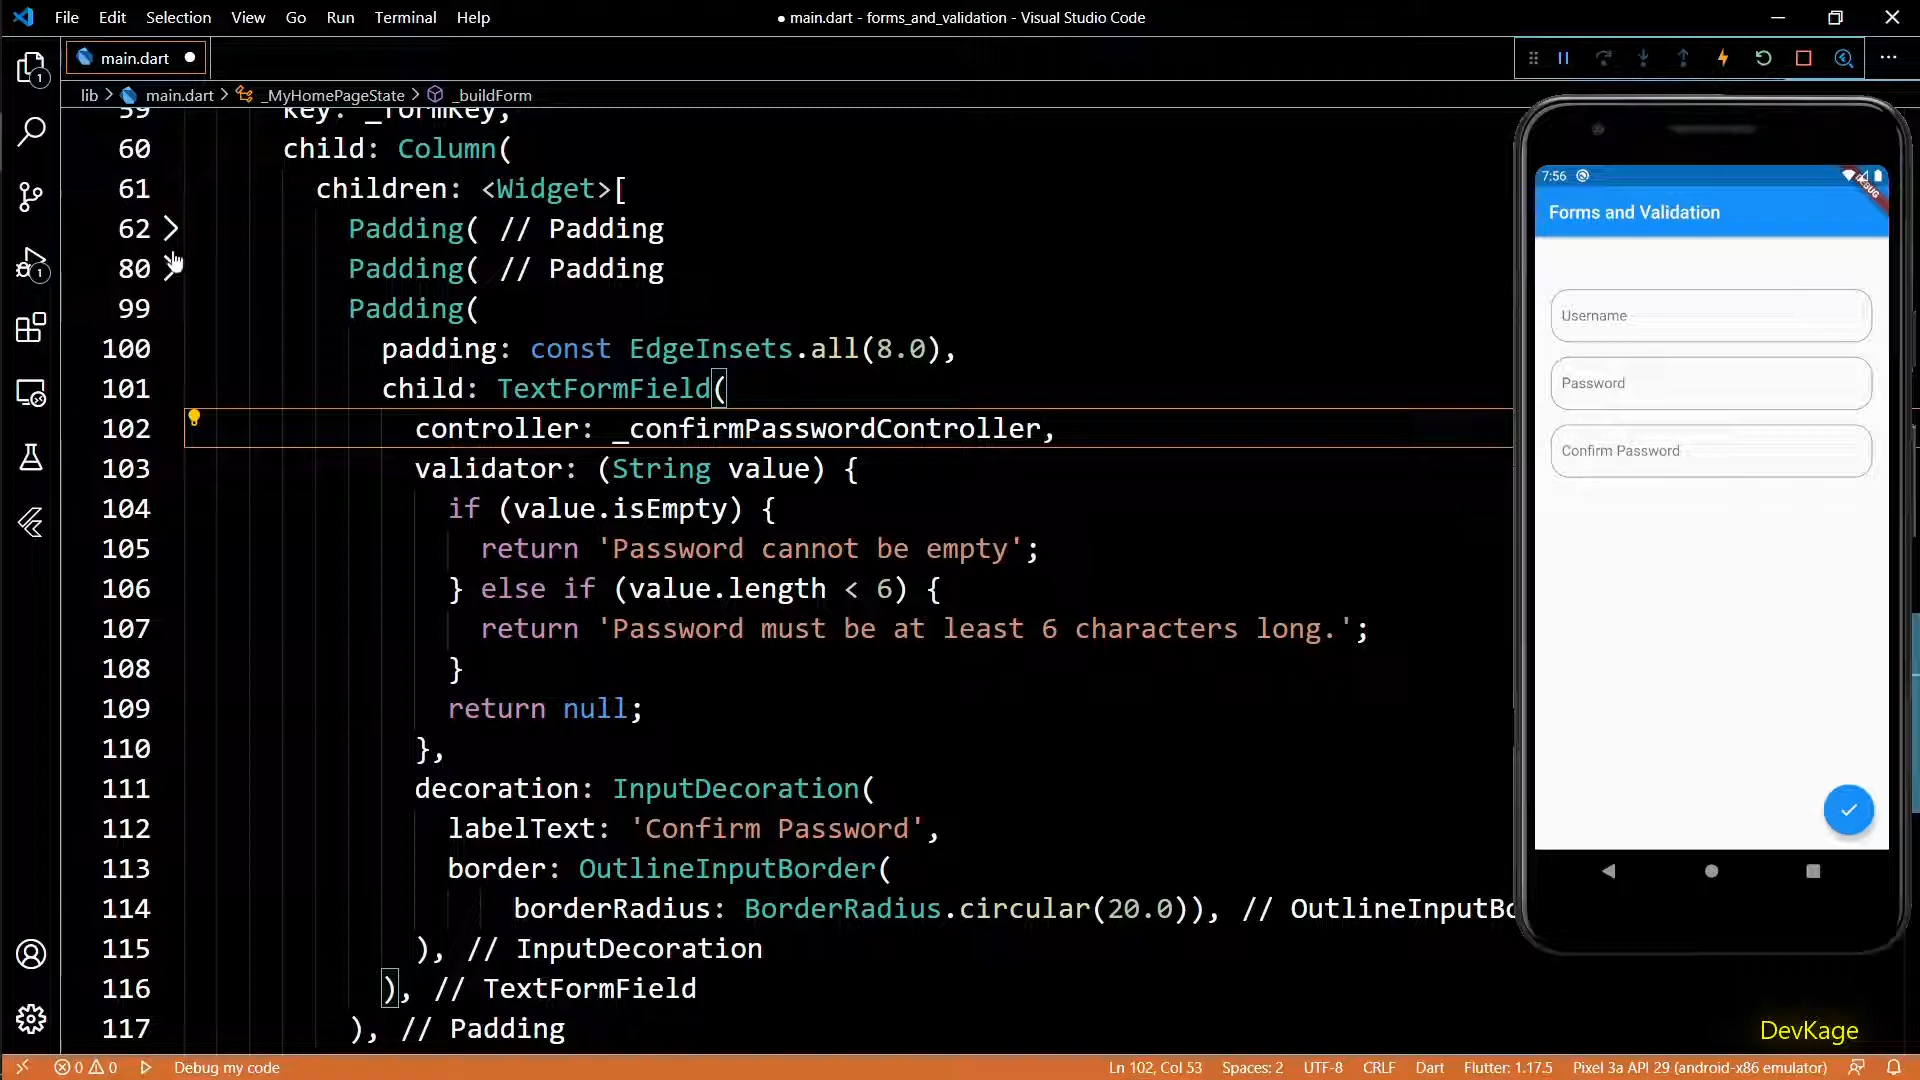 File Edit Selection View Go Run Terminal Help
● main.dart - forms_and_validation - Visual Studio Code
main.dart ●
lib > main.dart > _MyHomePageState > _buildForm
59 key: _formKey,
60 child: Column(
61 children: <Widget>[
62 Padding( // Padding
80 Padding( // Padding
99 Padding(
100 padding: const EdgeInsets.all(8.0),
101 child: TextFormField(
102 controller: _confirmPasswordController,
103 validator: (String value) {
104 if (value.isEmpty) {
105 return 'Password cannot be empty';
106 } else if (value.length < 6) {
107 return 'Password must be at least 6 characters long.';
108 }
109 return null;
110 },
111 decoration: InputDecoration(
112 labelText: 'Confirm Password',
113 border: OutlineInputBorder(
114 borderRadius: BorderRadius.circular(20.0)), // OutlineInputBo
115 ), // InputDecoration
116 ), // TextFormField
117 ), // Padding
1
1
7:56
DEBUG
Forms and Validation
Username
Password
Confirm Password
DevKage
0 0 Debug my code Ln 102, Col 53 Spaces: 2 UTF-8 CRLF Dart Flutter: 1.17.5 Pixel 3a API 29 (android-x86 emulator)